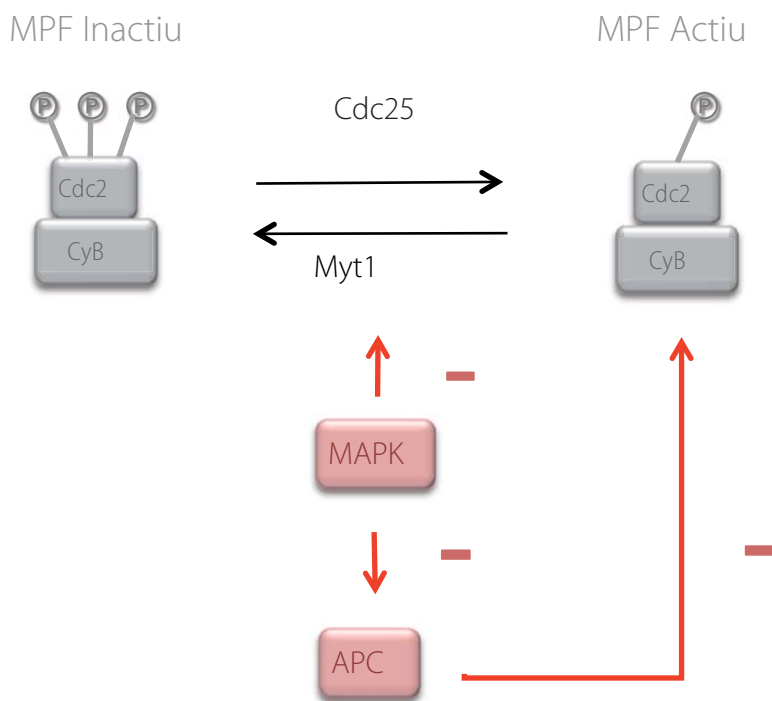 MPF Inactiu
MPF Actiu
P P P
P
Cdc25
Cdc2
Cdc2
CyB
CyB
Myt1
MAPK
APC